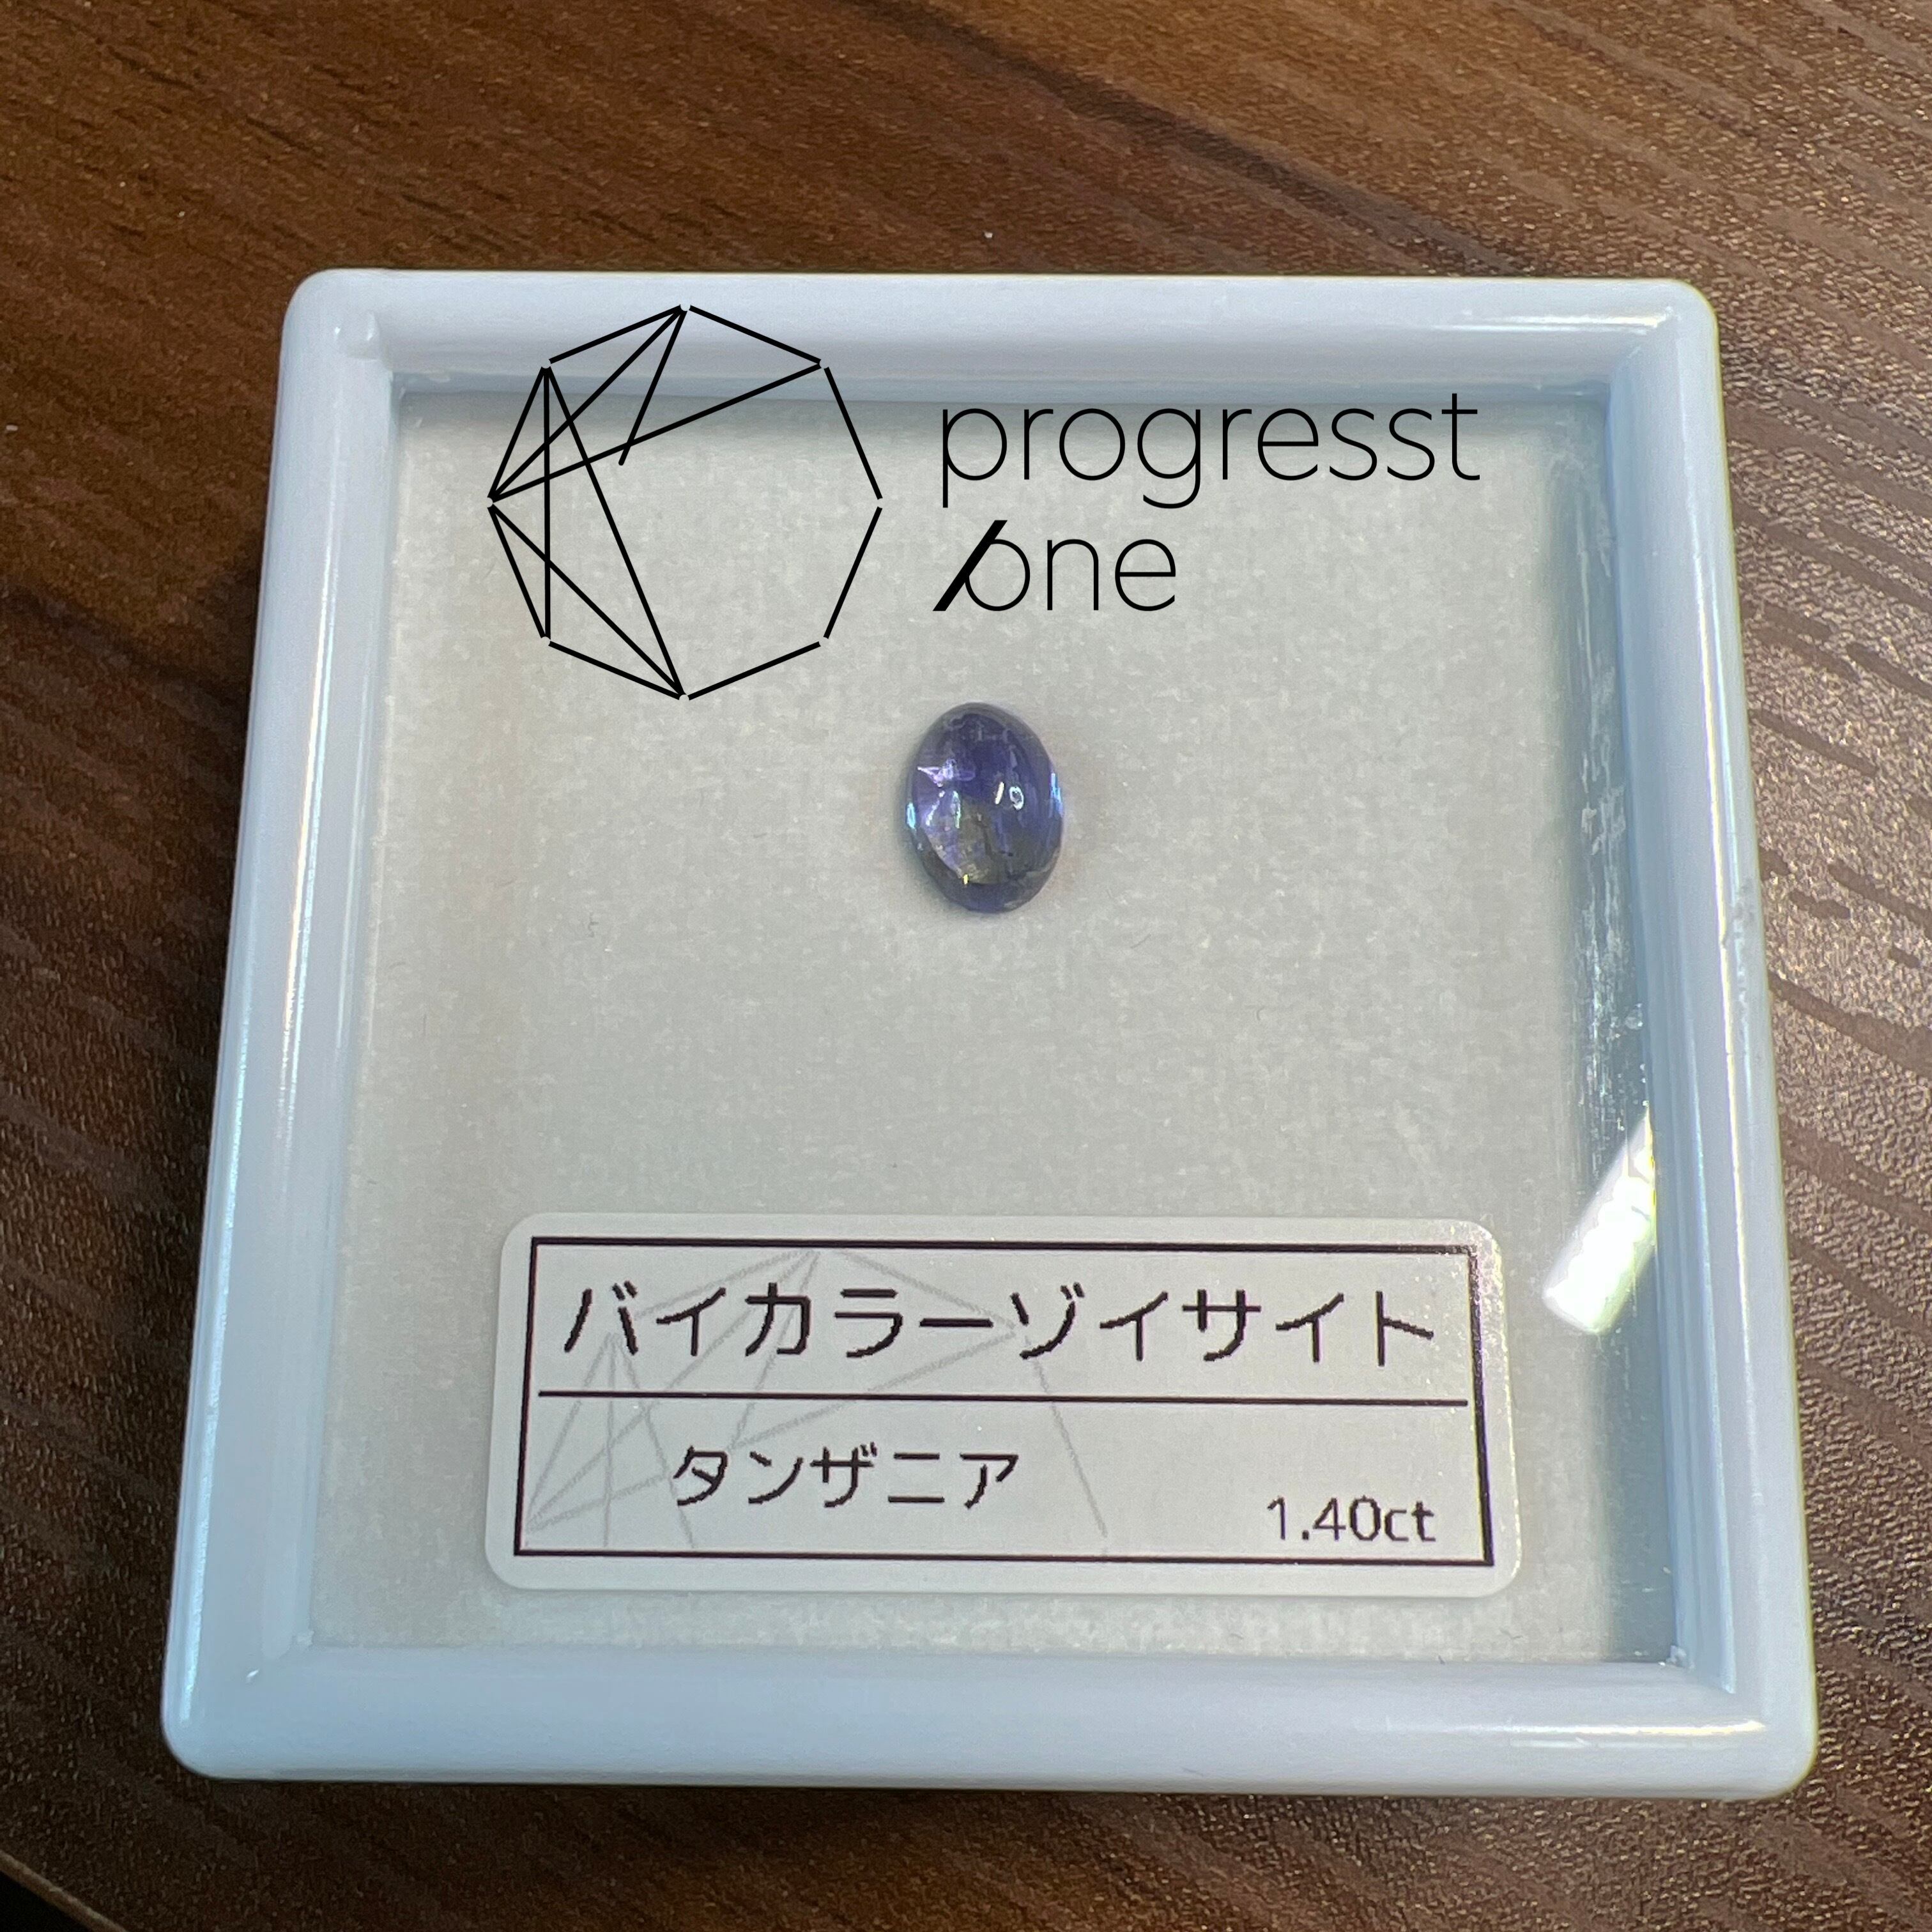 progresst
one
バイカラーゾイサイト
タンザニア
1.40ct